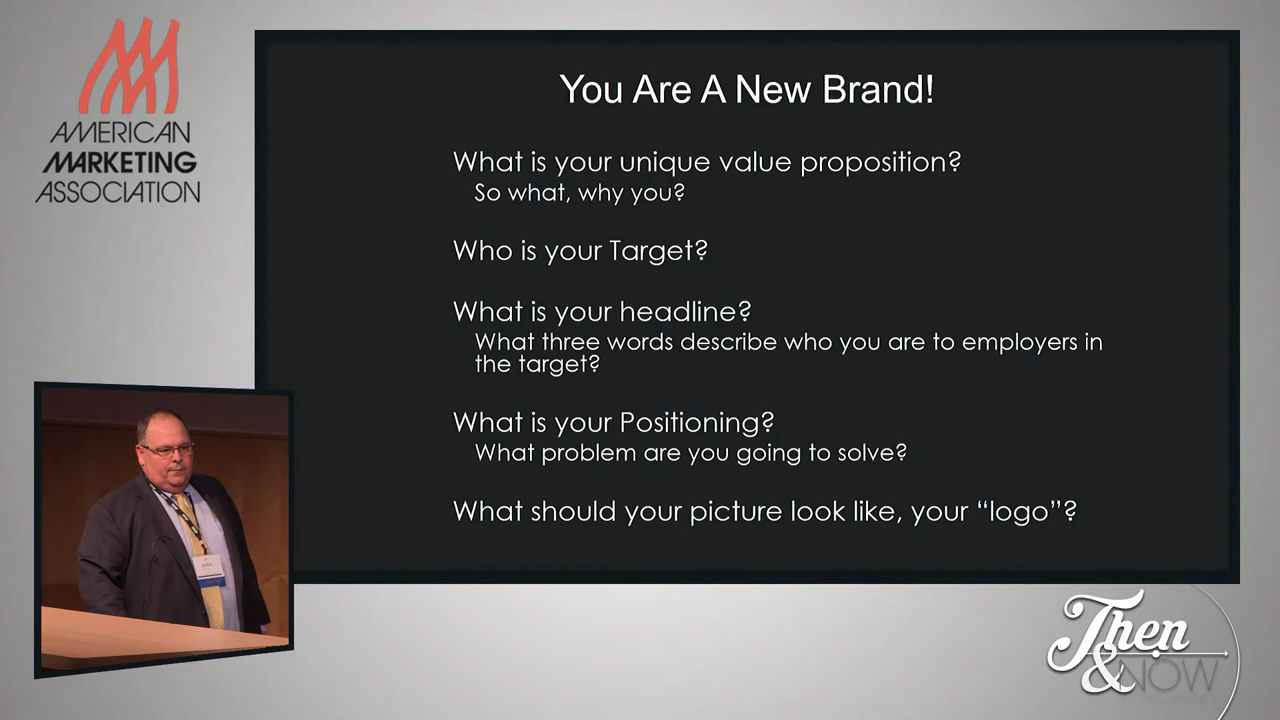 AMERICAN
MARKETING
ASSOCIATION
You Are A New Brand!
What is your unique value proposition?
So what, why you?
Who is your Target?
What is your headline?
What three words describe who you are to employers in
the target?
What is your Positioning?
What problem are you going to solve?
What should your picture look like, your “logo”?
Then
& NOW